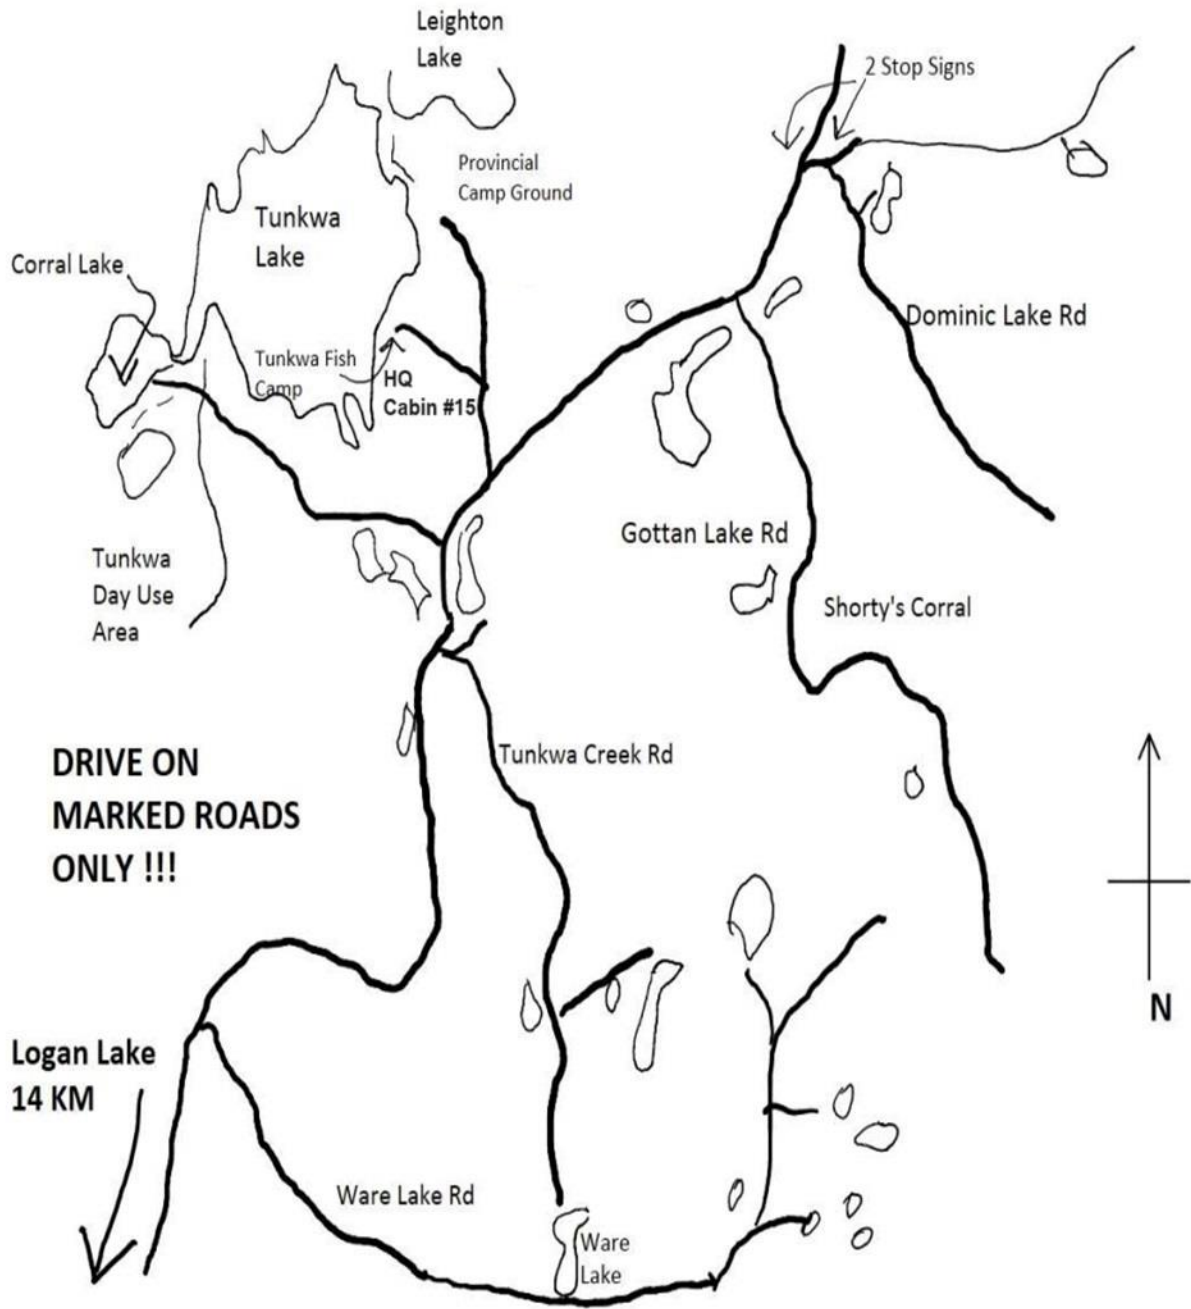 Leighton
Lake
2 Stop Signs
Provincial
Camp Ground
Tunkwa
Lake
Corral Lake
Dominic Lake Rd
Tunkwa Fish
Camp
HQ
Cabin #15
Gottan Lake Rd
Tunkwa
Day Use
Area
Shorty's Corral
Tunkwa Creek Rd
DRIVE ON
MARKED ROADS
ONLY !!!
N
Logan Lake
14 KM
Ware Lake Rd
Ware
Lake